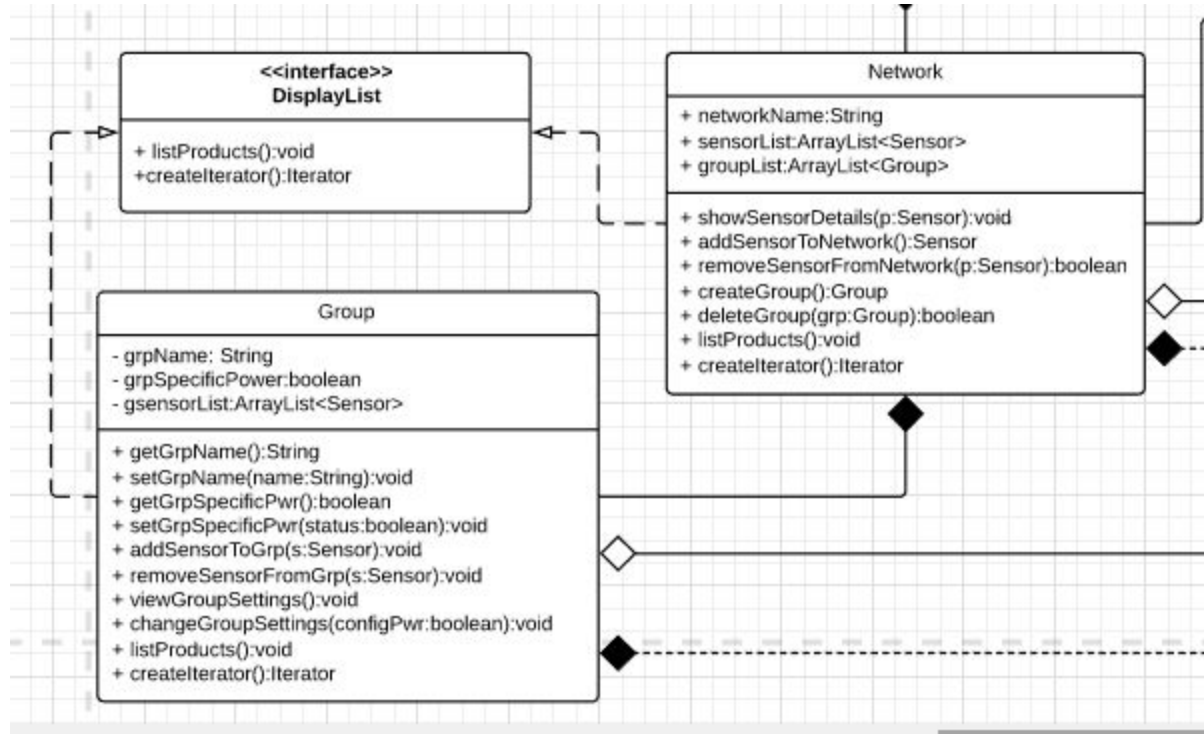 <<interface>>
DisplayList
+ listProducts():void
+createIterator():Iterator
Network
+ networkName:String
+ sensorList:ArrayList<Sensor>
+ groupList:ArrayList<Group>
+ showSensorDetails(p:Sensor):void
+ addSensorToNetwork():Sensor
+ removeSensorFromNetwork(p:Sensor):boolean
+ createGroup():Group
+ deleteGroup(grp:Group):boolean
+ listProducts():void
+ createIterator():Iterator
Group
- grpName: String
- grpSpecificPower:boolean
- gsensorList:ArrayList<Sensor>
+ getGrpName():String
+ setGrpName(name:String):void
+ getGrpSpecificPwr():boolean
+ setGrpSpecificPwr(status:boolean):void
+ addSensorToGrp(s:Sensor):void
+ removeSensorFromGrp(s:Sensor):void
+ viewGroupSettings():void
+ changeGroupSettings(configPwr:boolean):void
+ listProducts():void
+ createIterator():Iterator